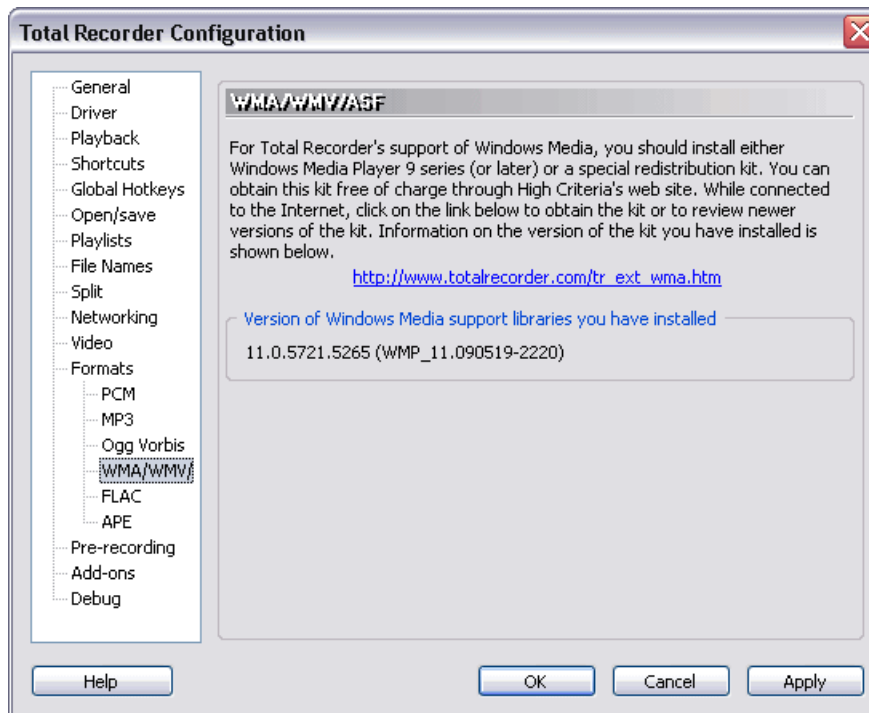 Total Recorder Configuration
General
Driver
Playback
Shortcuts
Global Hotkeys
Open/save
Playlists
File Names
Split
Networking
Video
Formats
PCM
MP3
Ogg Vorbis
WMA/WMV/
FLAC
APE
Pre-recording
Add-ons
Debug
WMA/WMV/ASF
For Total Recorder's support of Windows Media, you should install either
Windows Media Player 9 series (or later) or a special redistribution kit. You can
obtain this kit free of charge through High Criteria's web site. While connected
to the Internet, click on the link below to obtain the kit or to review newer
versions of the kit. Information on the version of the kit you have installed is
shown below.
http://www.totalrecorder.com/tr_ext_wma.htm
Version of Windows Media support libraries you have installed
11.0.5721.5265 (WMP_11.090519-2220)
Help
OK
Cancel
Apply